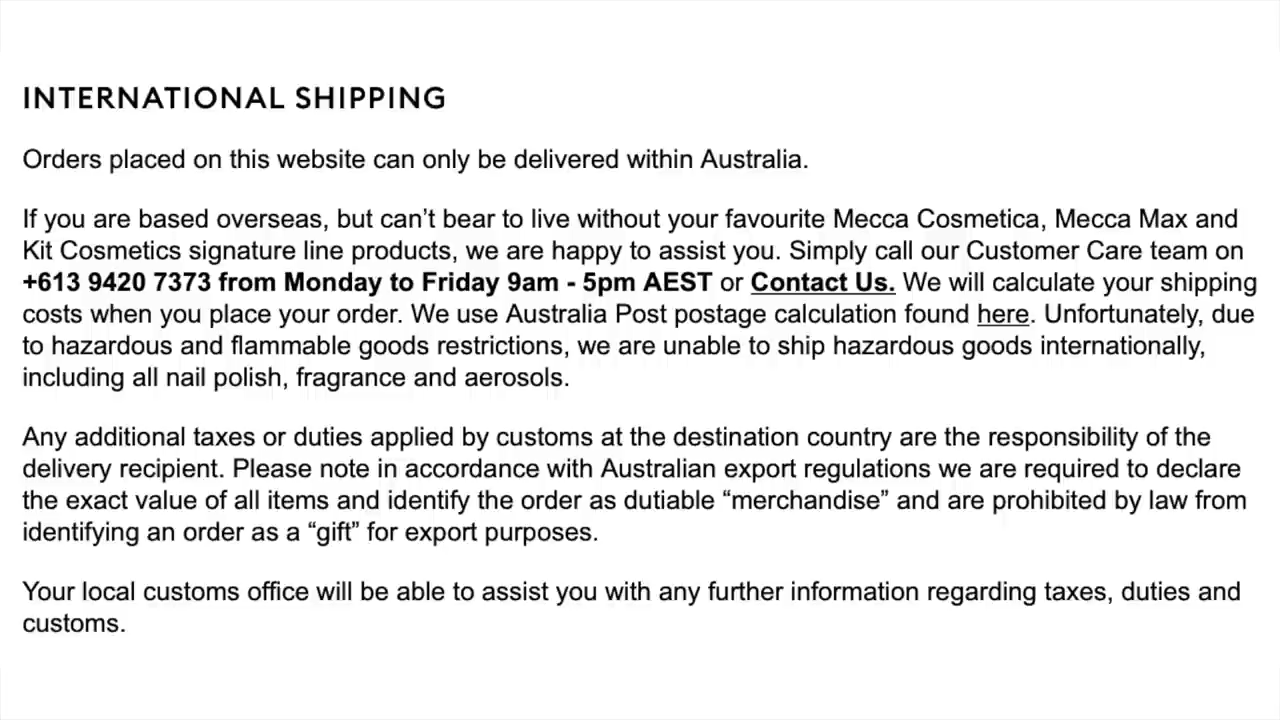 INTERNATIONAL SHIPPING
Orders placed on this website can only be delivered within Australia.
If you are based overseas, but can’t bear to live without your favourite Mecca Cosmetica, Mecca Max and
Kit Cosmetics signature line products, we are happy to assist you. Simply call our Customer Care team on
+613 9420 7373 from Monday to Friday 9am - 5pm AEST or Contact Us. We will calculate your shipping
costs when you place your order. We use Australia Post postage calculation found here. Unfortunately, due
to hazardous and flammable goods restrictions, we are unable to ship hazardous goods internationally,
including all nail polish, fragrance and aerosols.
Any additional taxes or duties applied by customs at the destination country are the responsibility of the
delivery recipient. Please note in accordance with Australian export regulations we are required to declare
the exact value of all items and identify the order as dutiable “merchandise” and are prohibited by law from
identifying an order as a “gift” for export purposes.
Your local customs office will be able to assist you with any further information regarding taxes, duties and
customs.